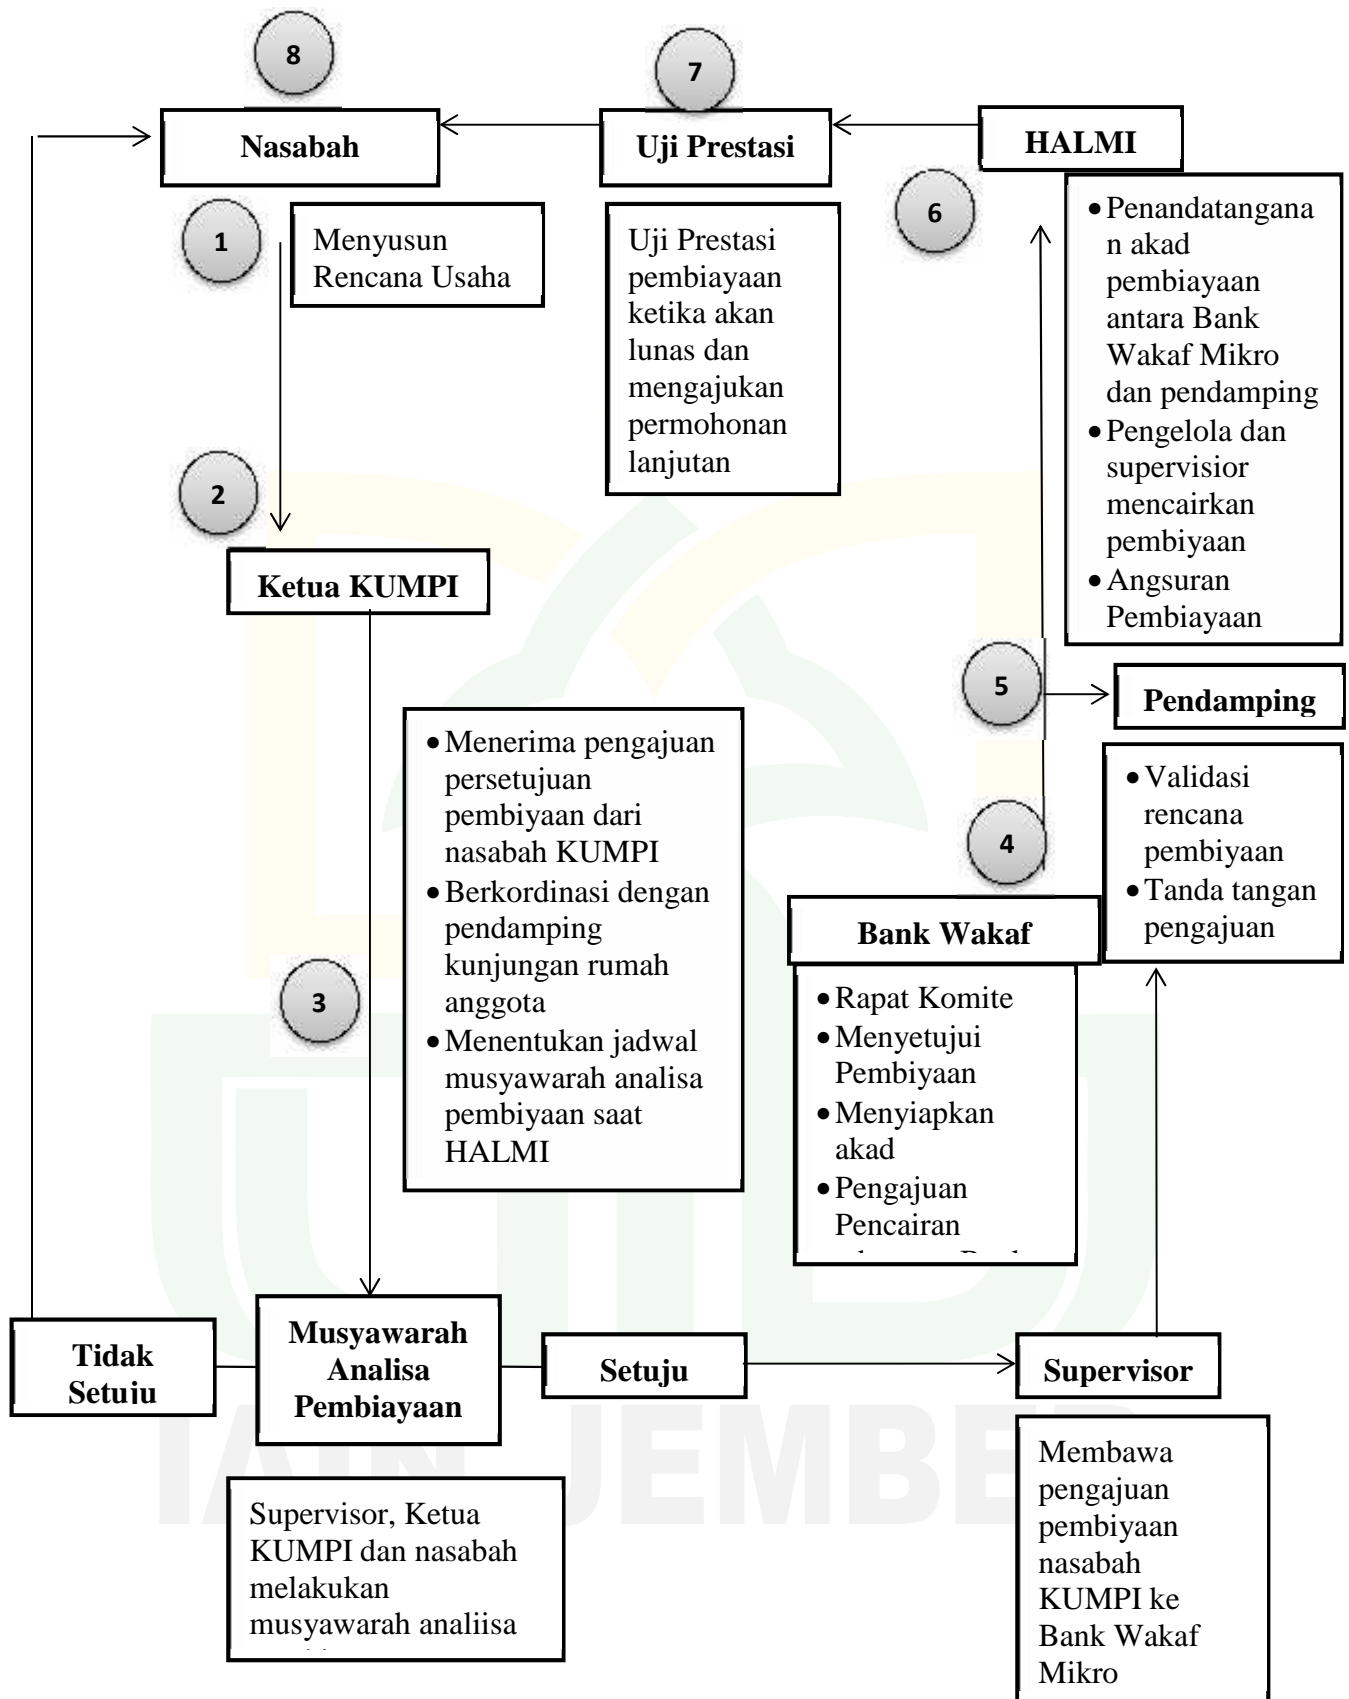 8
7
Nasabah
Uji Prestasi
HALMI
1
Menyusun
Rencana Usaha
Uji Prestasi
pembiayaan
ketika akan
lunas dan
mengajukan
permohonan
lanjutan
6
• Penandatangana
n akad
pembiayaan
antara Bank
Wakaf Mikro
dan pendamping
• Pengelola dan
supervisior
mencairkan
pembiyaan
• Angsuran
Pembiayaan
2
Ketua KUMPI
5
Pendamping
• Menerima pengajuan
persetujuan
pembiyaan dari
nasabah KUMPI
• Berkordinasi dengan
pendamping
kunjungan rumah
anggota
• Menentukan jadwal
musyawarah analisa
pembiyaan saat
HALMI
• Validasi
rencana
pembiyaan
• Tanda tangan
pengajuan
4
Bank Wakaf
3
• Rapat Komite
• Menyetujui
Pembiyaan
• Menyiapkan
akad
• Pengajuan
Pencairan
Tidak
Setuju
Musyawarah
Analisa
Pembiayaan
Setuju
Supervisor
Supervisor, Ketua
KUMPI dan nasabah
melakukan
musyawarah analiisa
Membawa
pengajuan
pembiyaan
nasabah
KUMPI ke
Bank Wakaf
Mikro
IAIN JEMBER